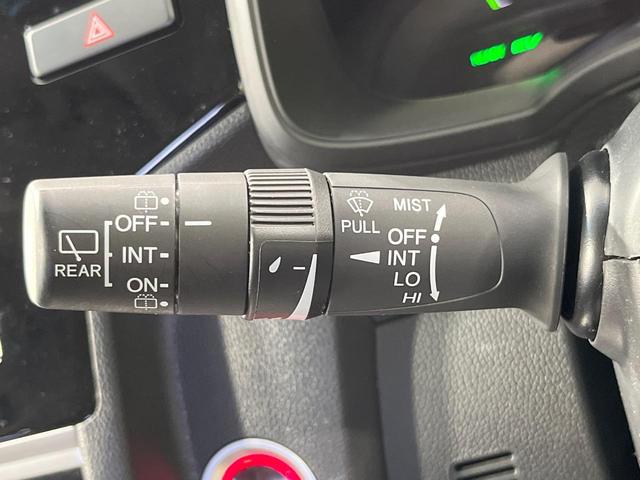 REAR
OFF
INT
ON
PULL
MIST
OFF
INT
LO
HI